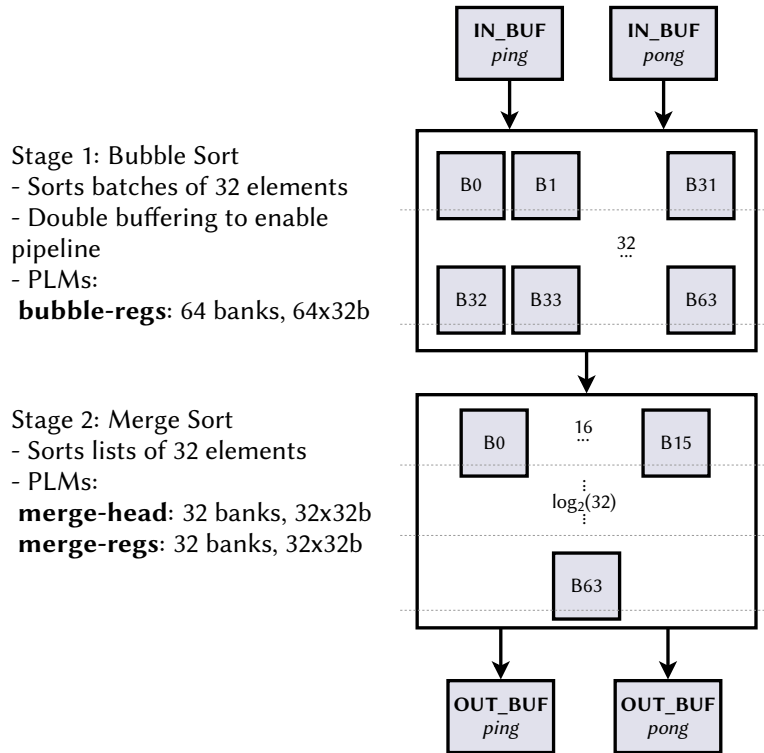 IN_BUF
ping
IN_BUF
pong
Stage 1: Bubble Sort
- Sorts batches of 32 elements
- Double buffering to enable
pipeline
- PLMs:
bubble-regs: 64 banks, 64x32b
B0
B1
B31
32
...
B32
B33
B63
Stage 2: Merge Sort
- Sorts lists of 32 elements
- PLMs:
merge-head: 32 banks, 32x32b
merge-regs: 32 banks, 32x32b
B0
16
...
B15
...
log₂(32)
...
B63
OUT_BUF
ping
OUT_BUF
pong